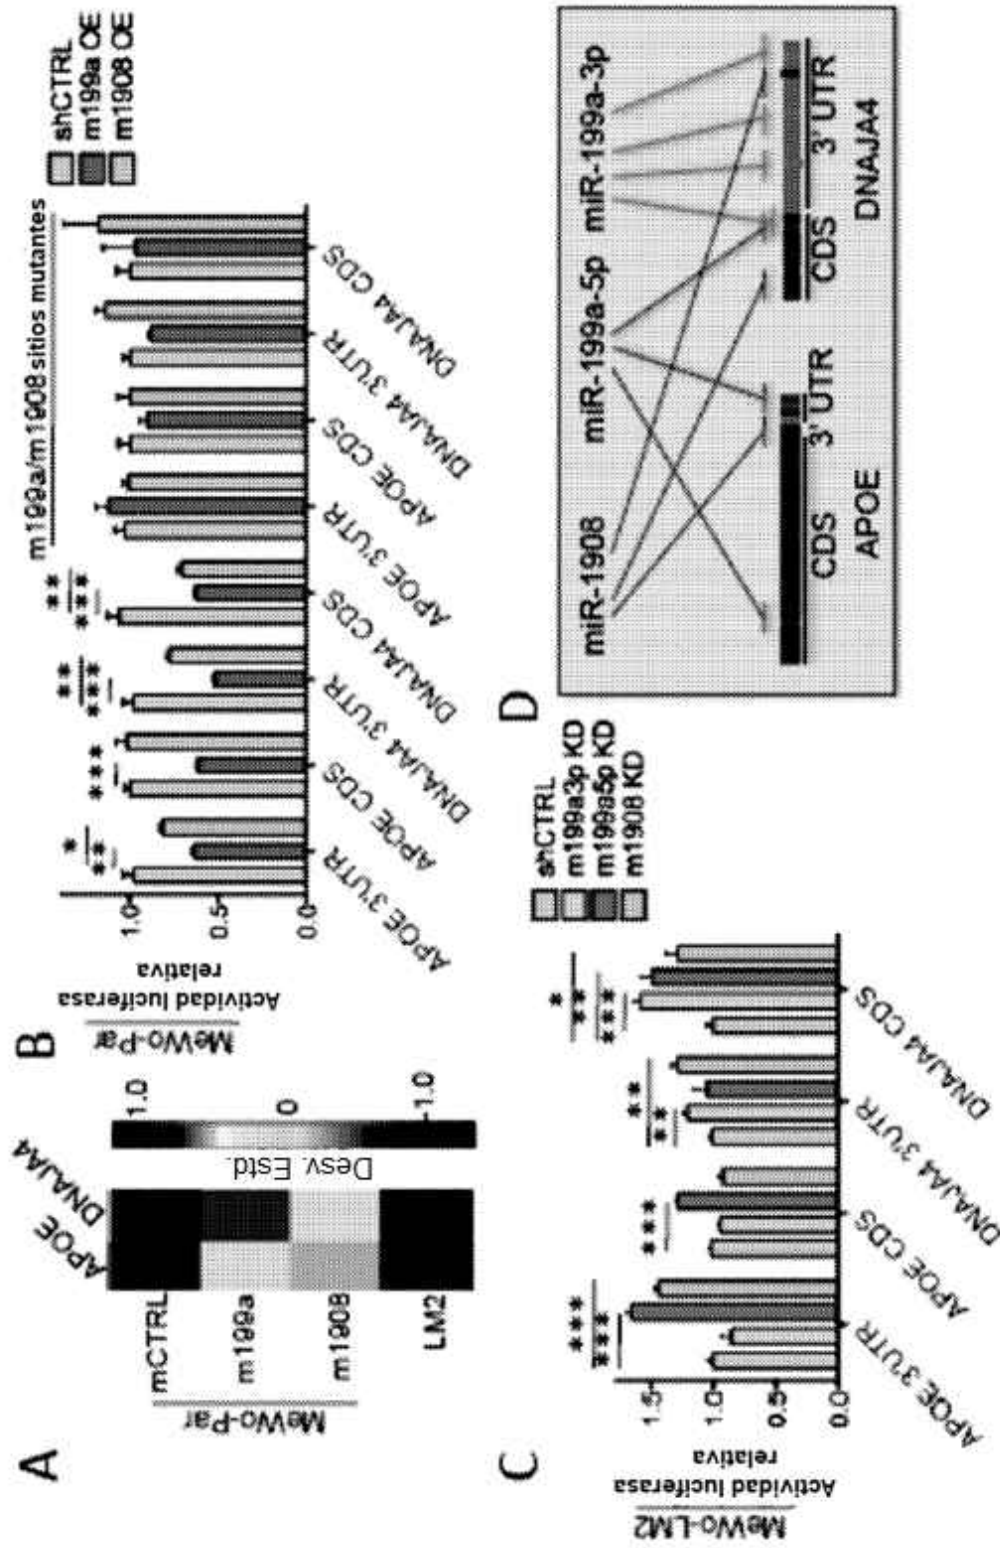 A
APOE
DNAJA4
MeWo-Par
mCTRL
m199a
m1908
LM2
1.0
0
-1.0
Desv. Estd.
B
MeWo-Par
Actividad luciferasa
relativa
1.0
0.5
0.0
** *
***
*** **
*** **
m199a/m1908 sitios mutantes
shCTRL
m199a OE
m1908 OE
APOE 3'UTR
APOE CDS
DNAJA4 3'UTR
DNAJA4 CDS
APOE 3'UTR
APOE CDS
DNAJA4 3'UTR
DNAJA4 CDS
C
MeWo-LM2
Actividad luciferasa
relativa
1.5
1.0
0.5
0.0
*** ***
***
** **
*** ** *
shCTRL
m199a3p KD
m199a5p KD
m1908 KD
APOE 3'UTR
APOE CDS
DNAJA4 3'UTR
DNAJA4 CDS
D
miR-1908
miR-199a-5p
miR-199a-3p
CDS
3' UTR
CDS
3' UTR
APOE
DNAJA4